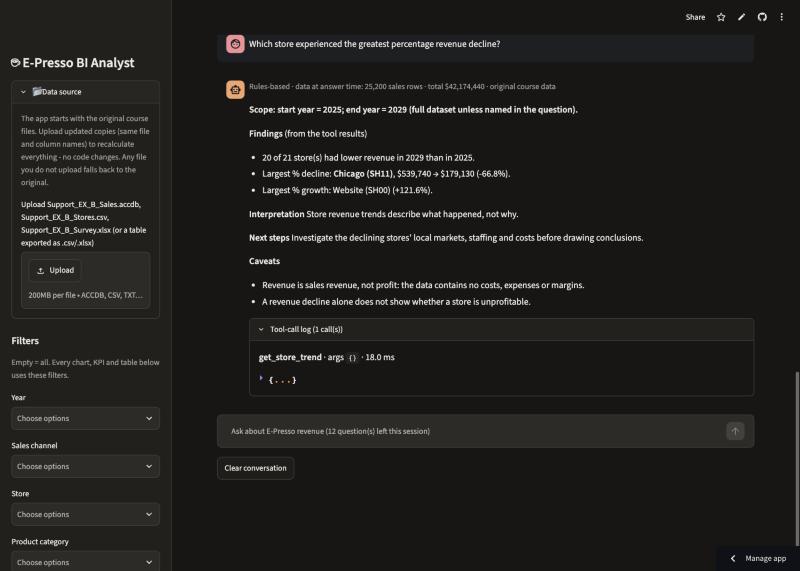 Share
E-Presso BI Analyst
Data source
The app starts with the original course
files. Upload updated copies (same file
and column names) to recalculate
everything - no code changes. Any file
you do not upload falls back to the
original.
Upload Support_EX_B_Sales.accdb,
Support_EX_B_Stores.csv,
Support_EX_B_Survey.xlsx (or a table
exported as .csv/.xlsx)
Upload
200MB per file • ACCDB, CSV, TXT...
Filters
Empty = all. Every chart, KPI and table below
uses these filters.
Year
Choose options
Sales channel
Choose options
Store
Choose options
Product category
Choose options
Which store experienced the greatest percentage revenue decline?
Rules-based · data at answer time: 25,200 sales rows · total $42,174,440 · original course data
Scope: start year = 2025; end year = 2029 (full dataset unless named in the question).
Findings (from the tool results)
• 20 of 21 store(s) had lower revenue in 2029 than in 2025.
• Largest % decline: Chicago (SH11), $539,740 → $179,130 (-66.8%).
• Largest % growth: Website (SH00) (+121.6%).
Interpretation Store revenue trends describe what happened, not why.
Next steps Investigate the declining stores' local markets, staffing and costs before drawing conclusions.
Caveats
• Revenue is sales revenue, not profit: the data contains no costs, expenses or margins.
• A revenue decline alone does not show whether a store is unprofitable.
Tool-call log (1 call(s))
get_store_trend · args {} · 18.0 ms
{...}
Ask about E-Presso revenue (12 question(s) left this session)
Clear conversation
Manage app